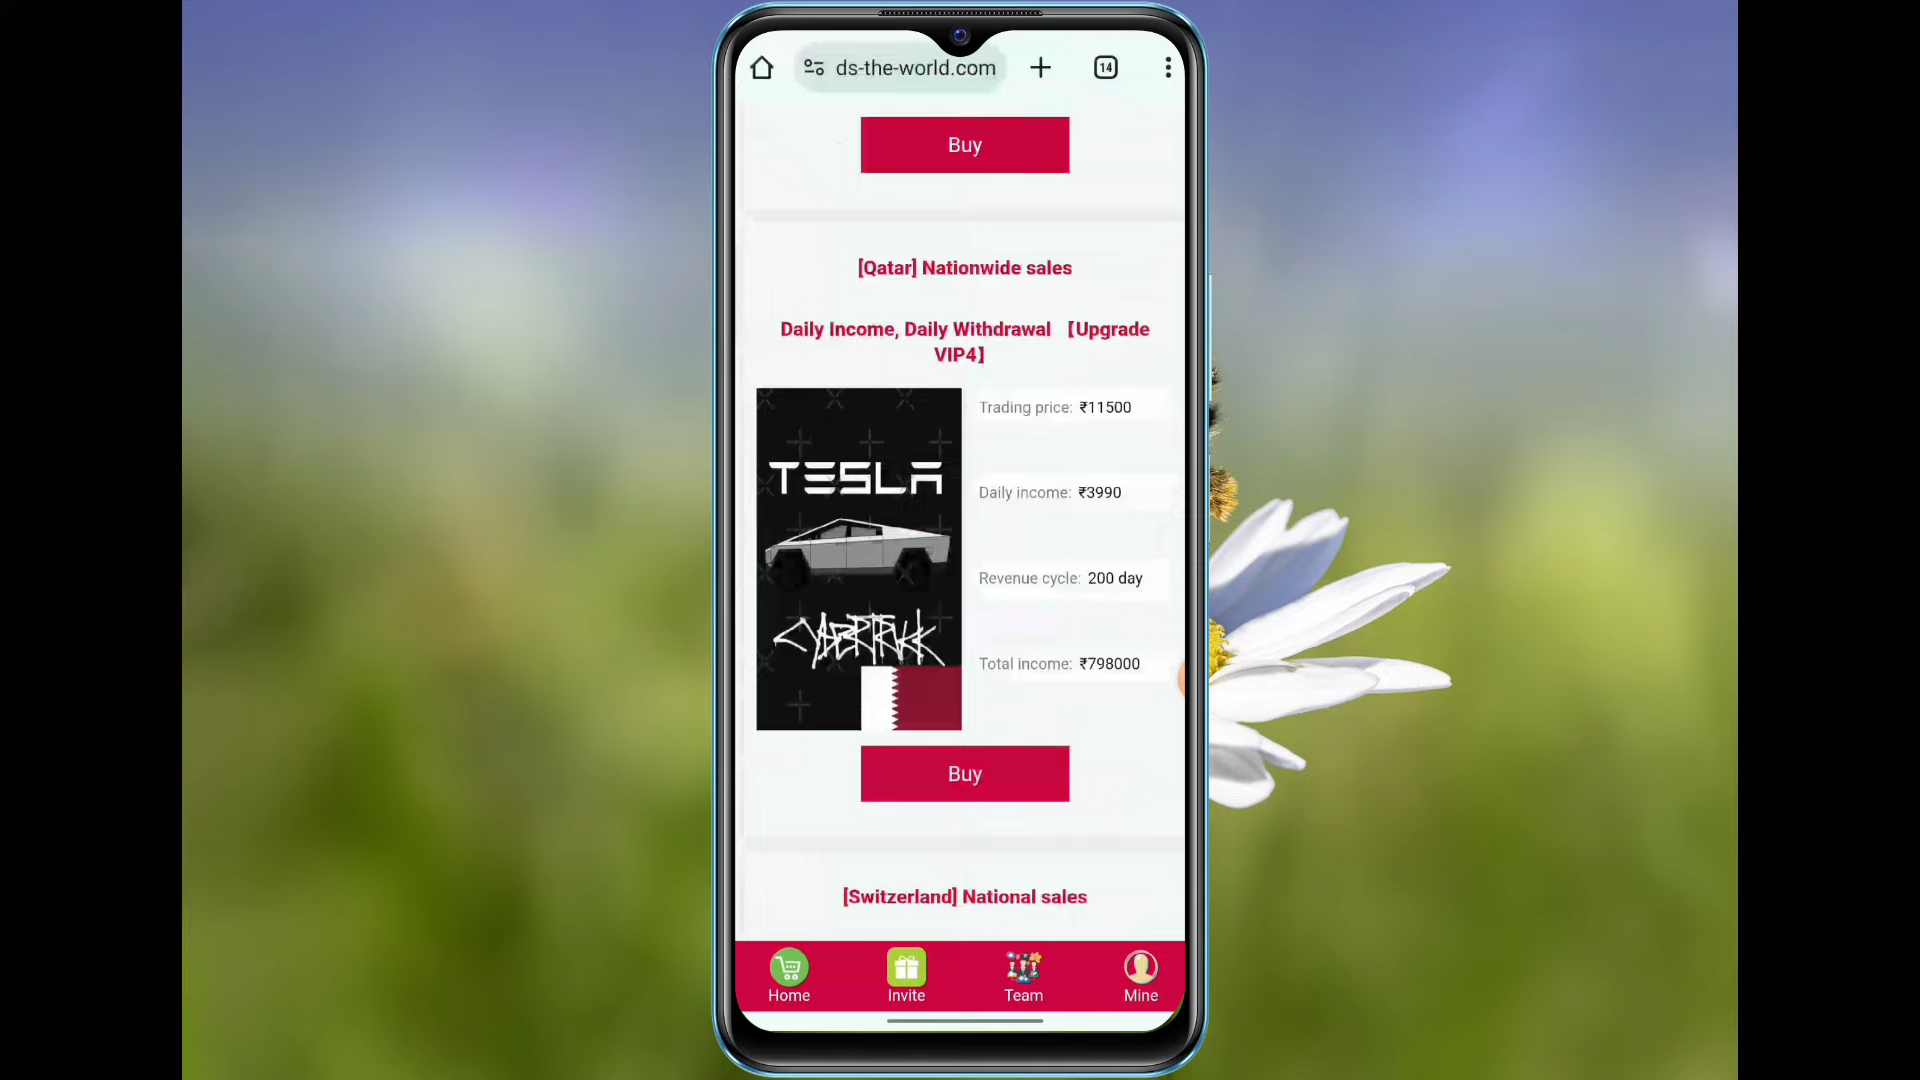 ds-the-world.com
14
Buy
[Qatar] Nationwide sales
Daily Income, Daily Withdrawal 【Upgrade
VIP4】
Trading price: ₹11500
TESLA
Daily income: ₹3990
Revenue cycle: 200 day
CYBERTRUCK
Total income: ₹798000
Buy
[Switzerland] National sales
Home
Invite
Team
Mine